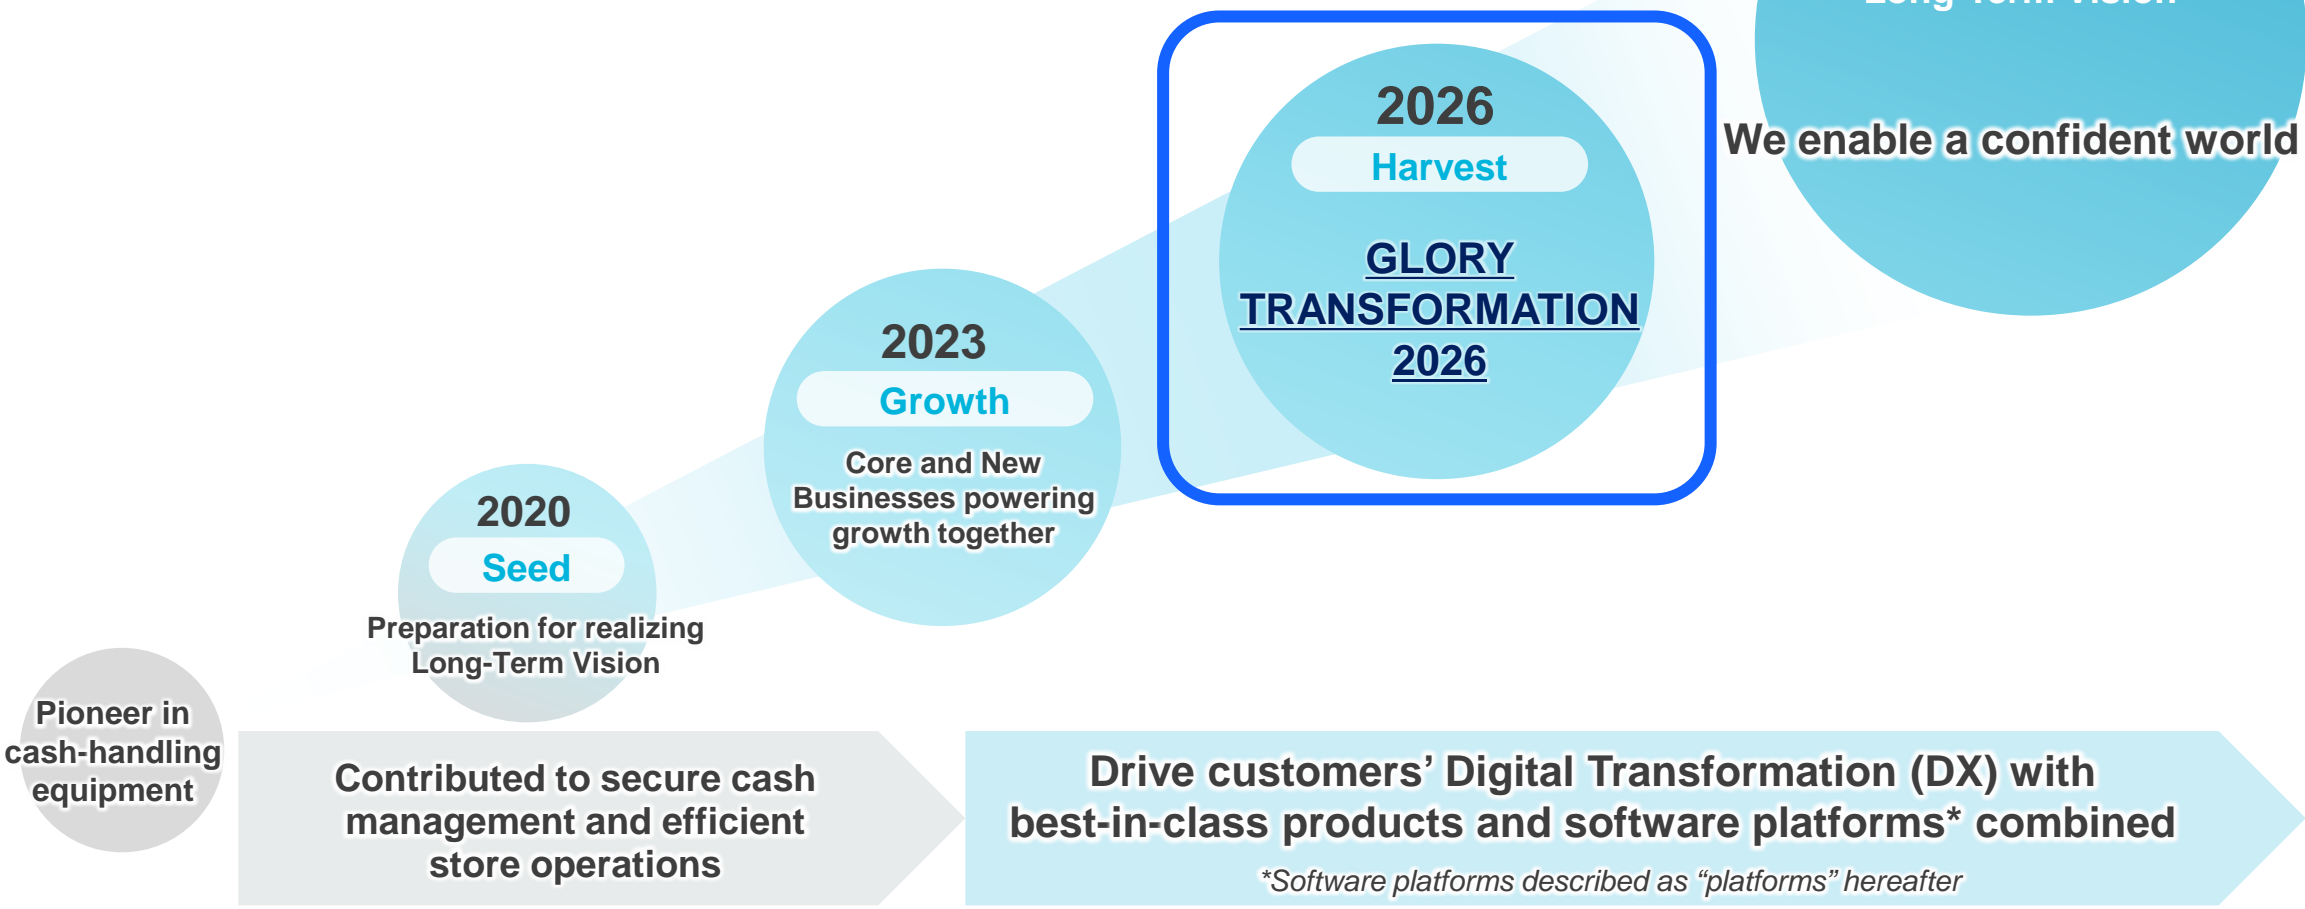 Long-Term Vision
We enable a confident world
2026
Harvest
GLORY
TRANSFORMATION
2026
2023
Growth
Core and New
Businesses powering
growth together
2020
Seed
Preparation for realizing
Long-Term Vision
Pioneer in
cash-handling
equipment
Contributed to secure cash
management and efficient
store operations
Drive customers’ Digital Transformation (DX) with
best-in-class products and software platforms* combined
*Software platforms described as “platforms” hereafter